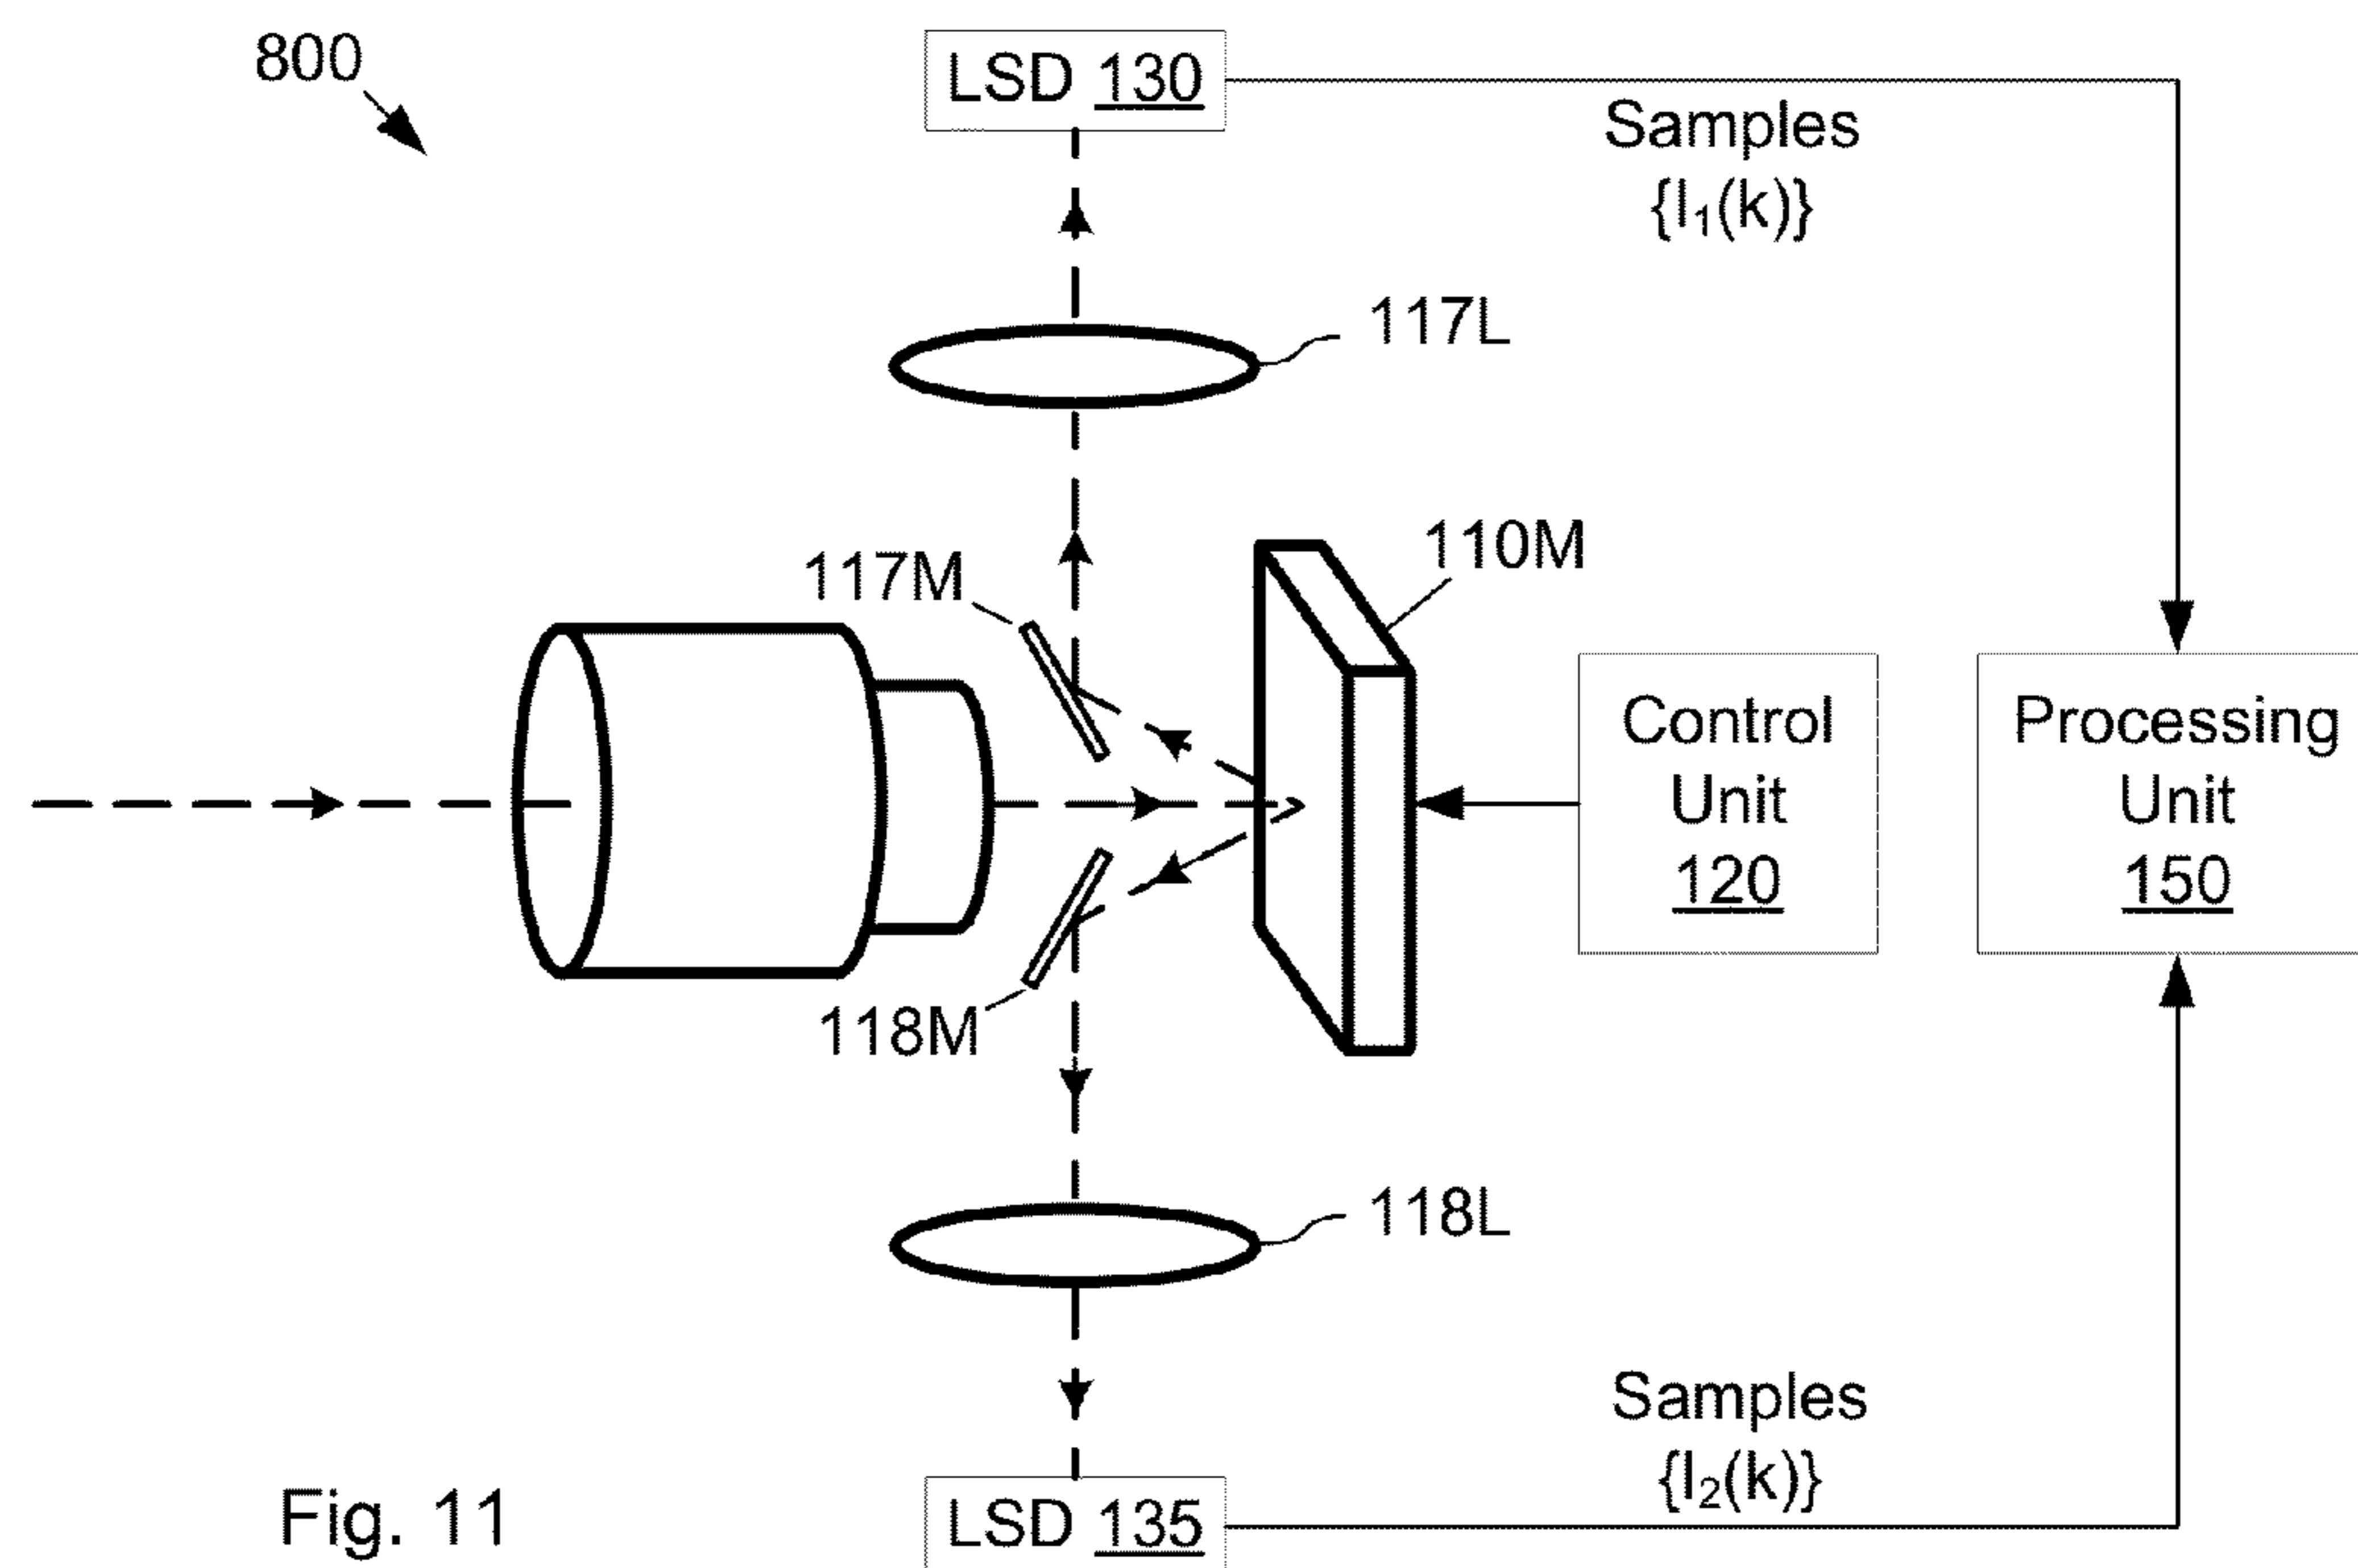 800
LSD 130
Samples
{I₁(k)}
117L
110M
117M
Control
Unit
120
Processing
Unit
150
118M
118L
Samples
{I₂(k)}
LSD 135
Fig. 11